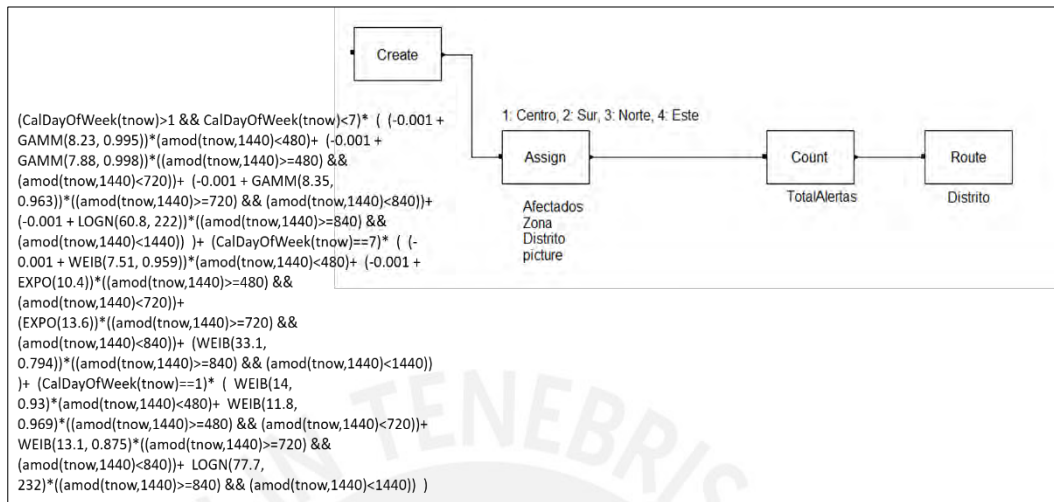 Create
(CalDayOfWeek(tnow)>1 && CalDayOfWeek(tnow)<7)* ( (-0.001 +
GAMM(8.23, 0.995))*(amod(tnow,1440)<480)+ (-0.001 +
GAMM(7.88, 0.998))*((amod(tnow,1440)>=480) &&
(amod(tnow,1440)<720))+ (-0.001 + GAMM(8.35,
0.963))*((amod(tnow,1440)>=720) && (amod(tnow,1440)<840))+
(-0.001 + LOGN(60.8, 222))*((amod(tnow,1440)>=840) &&
(amod(tnow,1440)<1440)) )+ (CalDayOfWeek(tnow)==7)* ( (-
0.001 + WEIB(7.51, 0.959))*(amod(tnow,1440)<480)+ (-0.001 +
EXPO(10.4))*((amod(tnow,1440)>=480) &&
(amod(tnow,1440)<720))+
(EXPO(13.6))*((amod(tnow,1440)>=720) &&
(amod(tnow,1440)<840))+ (WEIB(33.1,
0.794))*((amod(tnow,1440)>=840) && (amod(tnow,1440)<1440))
)+ (CalDayOfWeek(tnow)==1)* ( WEIB(14,
0.93)*(amod(tnow,1440)<480)+ WEIB(11.8,
0.969)*((amod(tnow,1440)>=480) && (amod(tnow,1440)<720))+
WEIB(13.1, 0.875)*((amod(tnow,1440)>=720) &&
(amod(tnow,1440)<840))+ LOGN(77.7,
232)*((amod(tnow,1440)>=840) && (amod(tnow,1440)<1440)) )
1: Centro, 2: Sur, 3: Norte, 4: Este
Assign
Afectados
Zona
Distrito
picture
Count
TotalAlertas
Route
Distrito
IN TENEBRIS